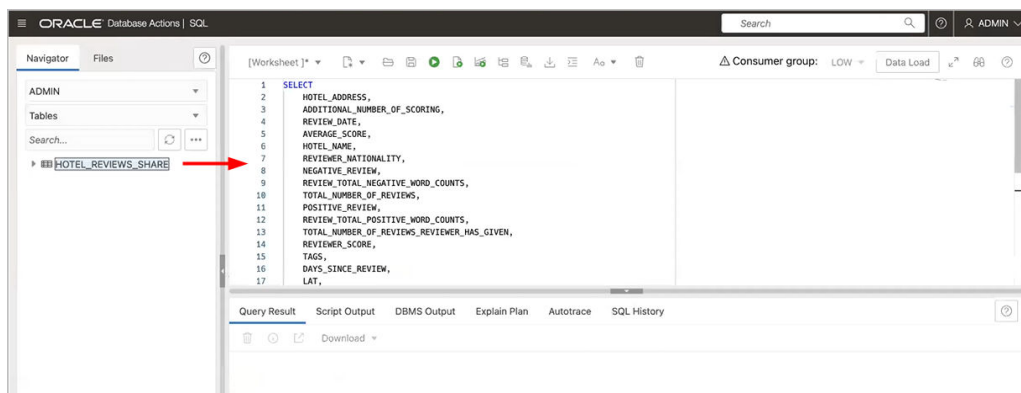 ORACLE Database Actions | SQL
Search
ADMIN
Navigator Files
ADMIN
Tables
Search...
HOTEL_REVIEWS_SHARE
[Worksheet ]*
Aa
Consumer group: LOW
Data Load
1 SELECT
2 HOTEL_ADDRESS,
3 ADDITIONAL_NUMBER_OF_SCORING,
4 REVIEW_DATE,
5 AVERAGE_SCORE,
6 HOTEL_NAME,
7 REVIEWER_NATIONALITY,
8 NEGATIVE_REVIEW,
9 REVIEW_TOTAL_NEGATIVE_WORD_COUNTS,
10 TOTAL_NUMBER_OF_REVIEWS,
11 POSITIVE_REVIEW,
12 REVIEW_TOTAL_POSITIVE_WORD_COUNTS,
13 TOTAL_NUMBER_OF_REVIEWS_REVIEWER_HAS_GIVEN,
14 REVIEWER_SCORE,
15 TAGS,
16 DAYS_SINCE_REVIEW,
17 LAT,
Query Result Script Output DBMS Output Explain Plan Autotrace SQL History
Download